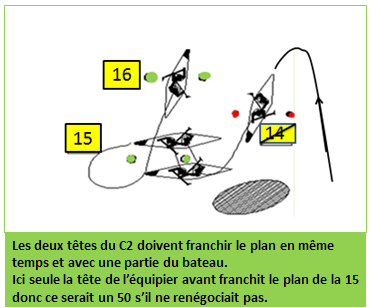 16
15
14
Les deux têtes du C2 doivent franchir le plan en même
temps et avec une partie du bateau.
Ici seule la tête de l'équipier avant franchit le plan de la 15
donc ce serait un 50 s'il ne renégociait pas.